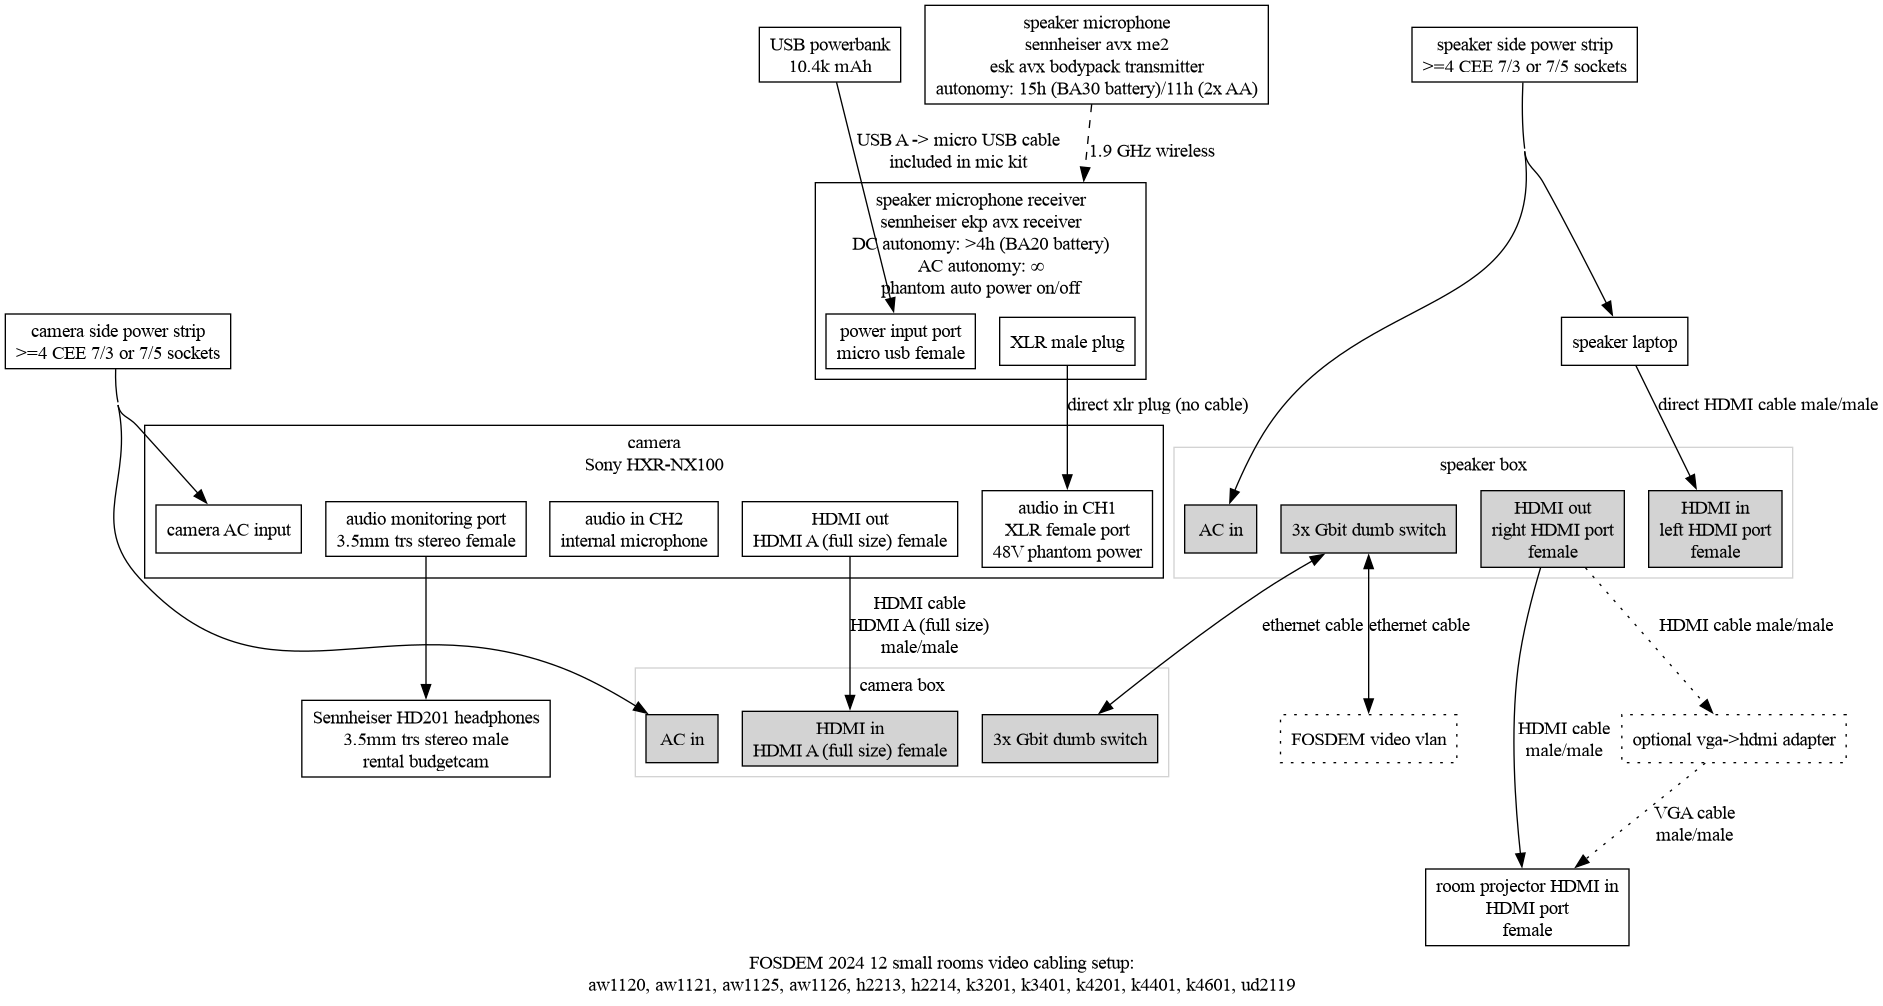 USB powerbank
10.4k mAh
speaker microphone
sennheiser avx me2
esk avx bodypack transmitter
autonomy: 15h (BA30 battery)/11h (2x AA)
speaker side power strip
>=4 CEE 7/3 or 7/5 sockets
USB A -> micro USB cable
included in mic kit
1.9 GHz wireless
speaker microphone receiver
sennheiser ekp avx receiver
DC autonomy: >4h (BA20 battery)
AC autonomy: ∞
phantom auto power on/off
power input port
micro usb female
XLR male plug
camera side power strip
>=4 CEE 7/3 or 7/5 sockets
speaker laptop
direct xlr plug (no cable)
direct HDMI cable male/male
camera
Sony HXR-NX100
camera AC input
audio monitoring port
3.5mm trs stereo female
audio in CH2
internal microphone
HDMI out
HDMI A (full size) female
audio in CH1
XLR female port
48V phantom power
speaker box
AC in
3x Gbit dumb switch
HDMI out
right HDMI port
female
HDMI in
left HDMI port
female
HDMI cable
HDMI A (full size)
male/male
ethernet cable
ethernet cable
HDMI cable male/male
camera box
Sennheiser HD201 headphones
3.5mm trs stereo male
rental budgetcam
AC in
HDMI in
HDMI A (full size) female
3x Gbit dumb switch
FOSDEM video vlan
HDMI cable
male/male
optional vga->hdmi adapter
VGA cable
male/male
room projector HDMI in
HDMI port
female
FOSDEM 2024 12 small rooms video cabling setup:
aw1120, aw1121, aw1125, aw1126, h2213, h2214, k3201, k3401, k4201, k4401, k4601, ud2119